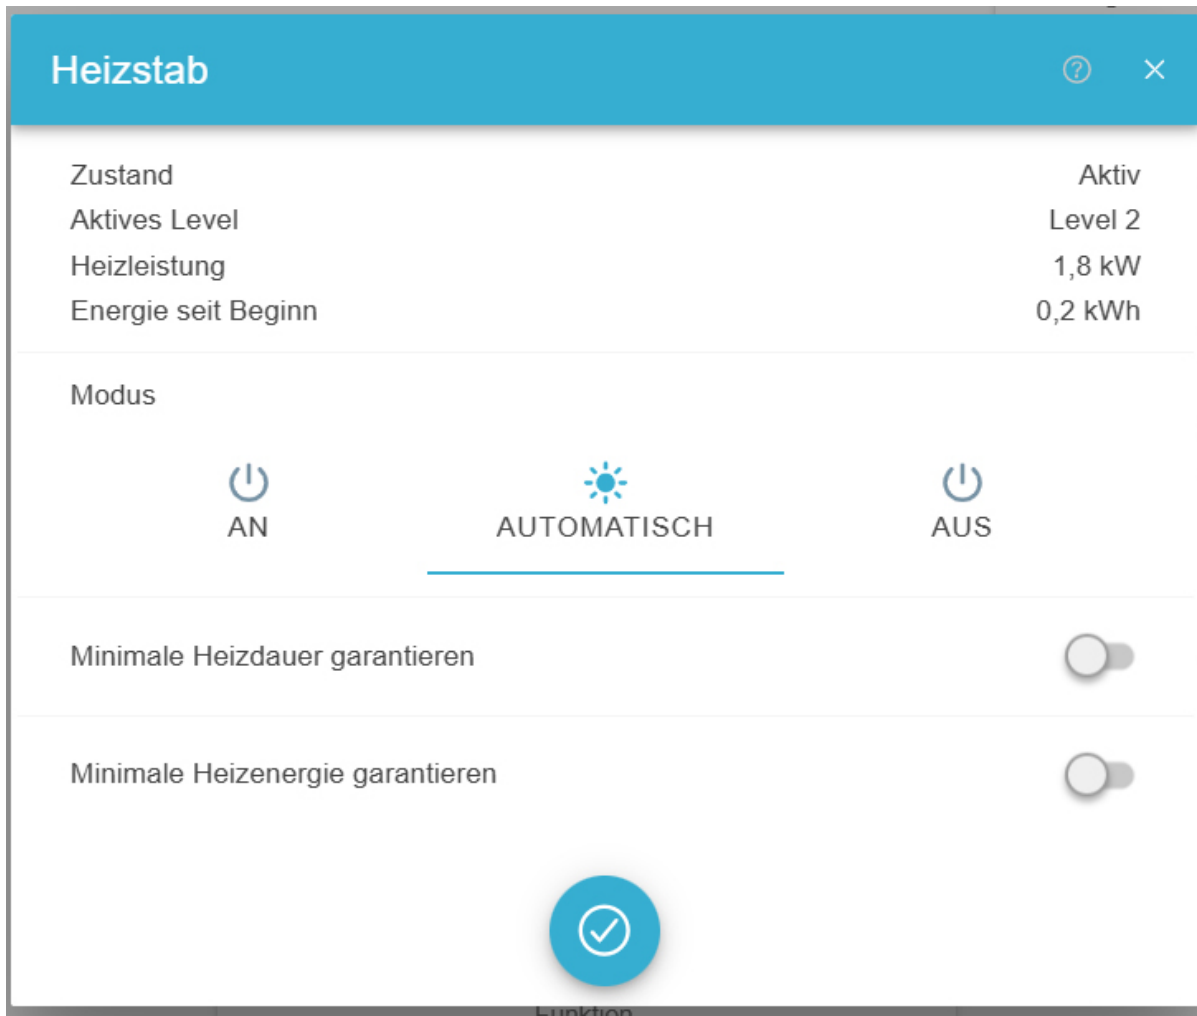 Heizstab
Zustand Aktiv
Aktives Level Level 2
Heizleistung 1,8 kW
Energie seit Beginn 0,2 kWh
Modus
AN AUTOMATISCH AUS
Minimale Heizdauer garantieren
Minimale Heizenergie garantieren
Funktion